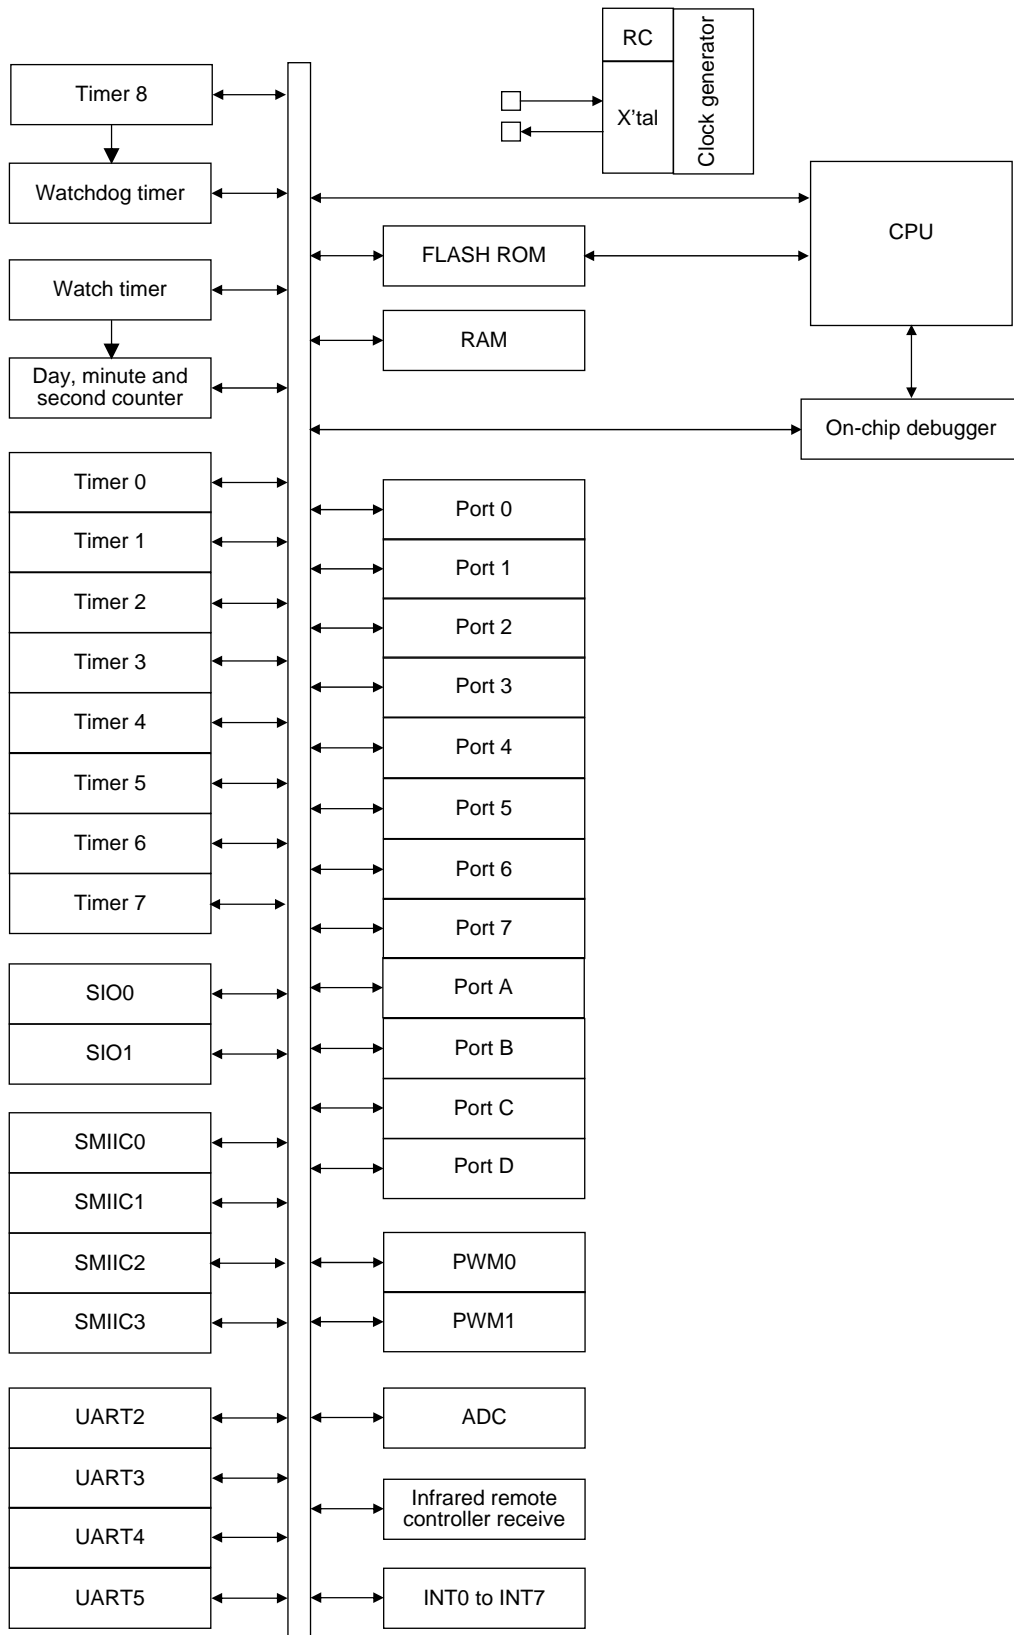 RC
X'tal
Clock generator
Timer 8
Watchdog timer
Watch timer
Day, minute and
second counter
CPU
FLASH ROM
RAM
On-chip debugger
Timer 0
Timer 1
Timer 2
Timer 3
Timer 4
Timer 5
Timer 6
Timer 7
SIO0
SIO1
SMIIC0
SMIIC1
SMIIC2
SMIIC3
UART2
UART3
UART4
UART5
Port 0
Port 1
Port 2
Port 3
Port 4
Port 5
Port 6
Port 7
Port A
Port B
Port C
Port D
PWM0
PWM1
ADC
Infrared remote
controller receive
INT0 to INT7